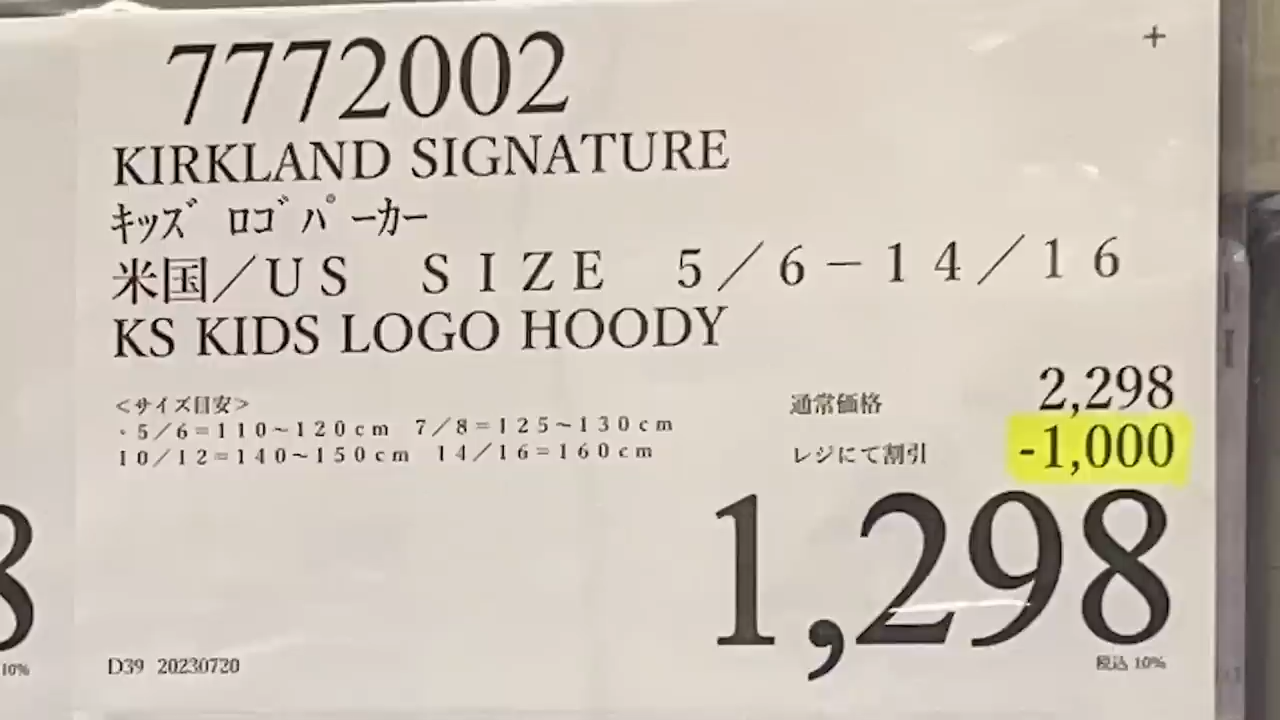 7772002
KIRKLAND SIGNATURE
ｷｯｽﾞ ﾛｺﾞﾊﾟｰｶｰ
米国／ＵＳ　ＳＩＺＥ　５／６－１４／１６
KS KIDS LOGO HOODY
＜サイズ目安＞
・５／６＝１１０～１２０ｃｍ　７／８＝１２５～１３０ｃｍ
１０／１２＝１４０～１５０ｃｍ　１４／１６＝１６０ｃｍ
通常価格 2,298
レジにて割引 -1,000
1,298
税込 10%
D39 20230720
8
10%